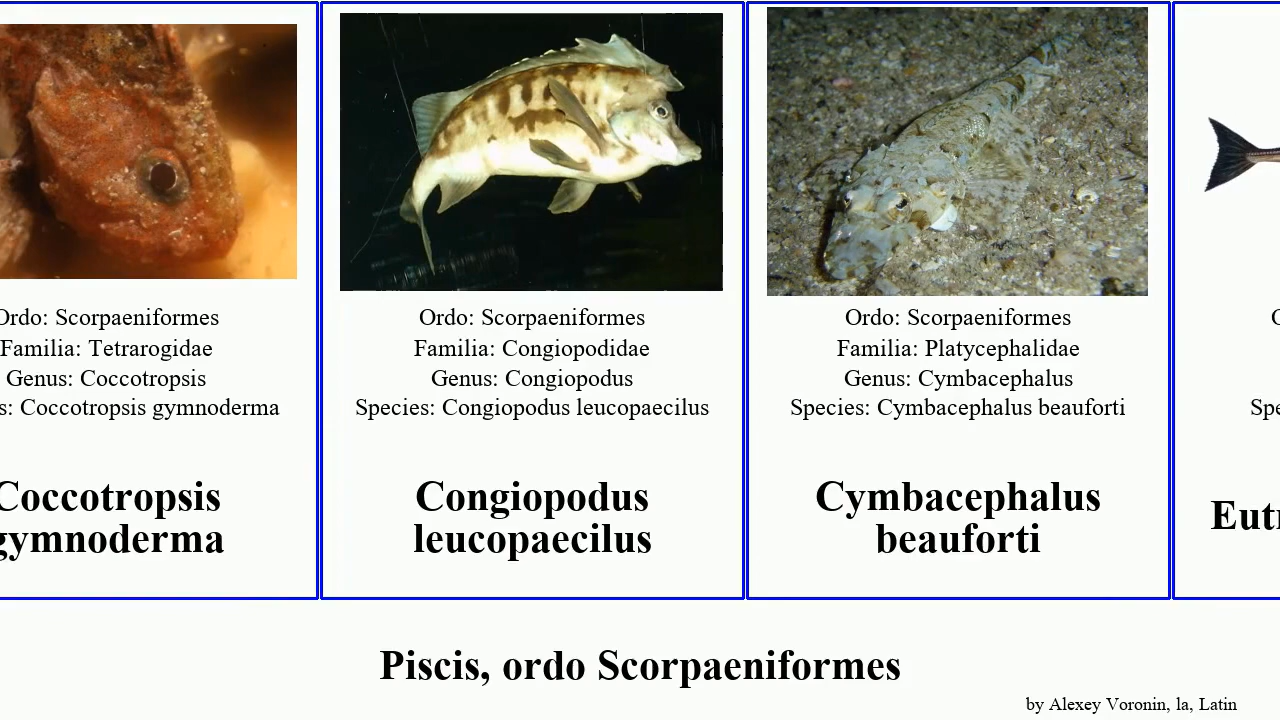 Ordo: Scorpaeniformes
Familia: Tetrarogidae
Genus: Coccotropsis
s: Coccotropsis gymnoderma
Coccotropsis
gymnoderma
Ordo: Scorpaeniformes
Familia: Congiopodidae
Genus: Congiopodus
Species: Congiopodus leucopaecilus
Congiopodus
leucopaecilus
Ordo: Scorpaeniformes
Familia: Platycephalidae
Genus: Cymbacephalus
Species: Cymbacephalus beauforti
Cymbacephalus
beauforti
O
Spe
Eut
Piscis, ordo Scorpaeniformes
by Alexey Voronin, la, Latin